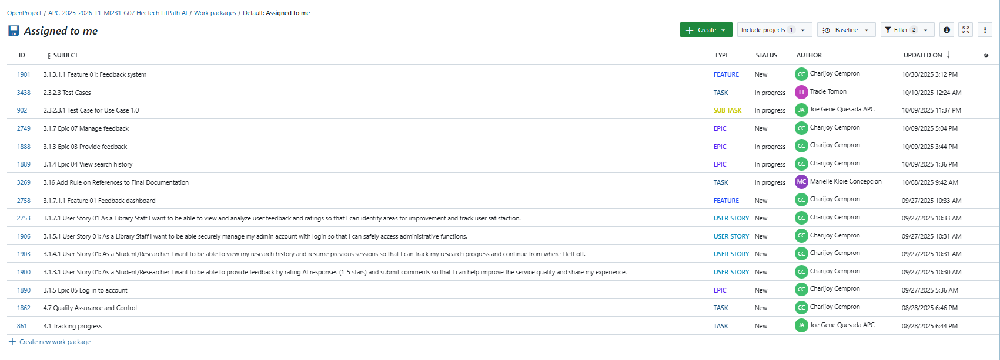 OpenProject / APC_2025_2026_T1_MI231_G07 HecTech LitPath AI / Work packages / Default: Assigned to me
Assigned to me
Create
Include projects 1
Baseline
Filter 2
ID SUBJECT TYPE STATUS AUTHOR UPDATED ON
1901 3.1.3.1.1 Feature 01: Feedback system FEATURE New CC Charijoy Cempron 10/30/2025 3:12 PM
3438 2.3.2.3 Test Cases TASK In progress TT Tracie Tomon 10/10/2025 12:24 AM
902 2.3.2.3.1 Test Case for Use Case 1.0 SUB TASK In progress JA Joe Gene Quesada APC 10/09/2025 11:37 PM
2749 3.1.7 Epic 07 Manage feedback EPIC New CC Charijoy Cempron 10/09/2025 5:04 PM
1888 3.1.3 Epic 03 Provide feedback EPIC In progress CC Charijoy Cempron 10/09/2025 3:44 PM
1889 3.1.4 Epic 04 View search history EPIC In progress CC Charijoy Cempron 10/09/2025 1:36 PM
3269 3.16 Add Rule on References to Final Documentation TASK In progress MC Marielle Kloie Concepcion 10/08/2025 9:42 AM
2758 3.1.7.1.1 Feature 01 Feedback dashboard FEATURE New CC Charijoy Cempron 09/27/2025 10:33 AM
2753 3.1.7.1 User Story 01 As a Library Staff I want to be able to view and analyze user feedback and ratings so that I can identify areas for improvement and track user satisfaction. USER STORY New CC Charijoy Cempron 09/27/2025 10:33 AM
1906 3.1.5.1 User Story 01: As a Library Staff I want to be able securely manage my admin account with login so that I can safely access administrative functions. USER STORY New CC Charijoy Cempron 09/27/2025 10:31 AM
1903 3.1.4.1 User Story 01: As a Student/Researcher I want to be able to view my research history and resume previous sessions so that I can track my research progress and continue from where I left off. USER STORY New CC Charijoy Cempron 09/27/2025 10:31 AM
1900 3.1.3.1 User Story 01: As a Student/Researcher I want to be able to provide feedback by rating AI responses (1-5 stars) and submit comments so that I can help improve the service quality and share my experience. USER STORY New CC Charijoy Cempron 09/27/2025 10:30 AM
1890 3.1.5 Epic 05 Log in to account EPIC New CC Charijoy Cempron 09/27/2025 5:36 AM
1862 4.7 Quality Assurance and Control TASK New CC Charijoy Cempron 08/28/2025 6:46 PM
861 4.1 Tracking progress TASK New JA Joe Gene Quesada APC 08/28/2025 6:44 PM
Create new work package